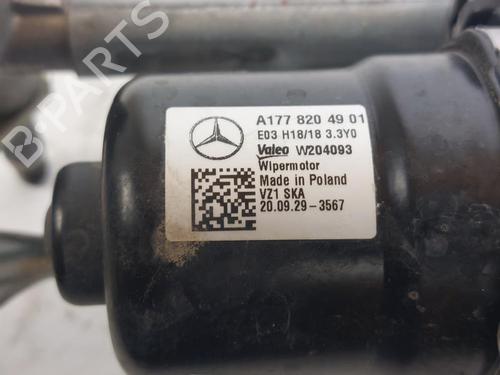 A177 820 49 01
E03 H18/18 3.3Y0
Valeo W204093
Wipermotor
Made in Poland
VZ1 SKA
20.09.29-3567